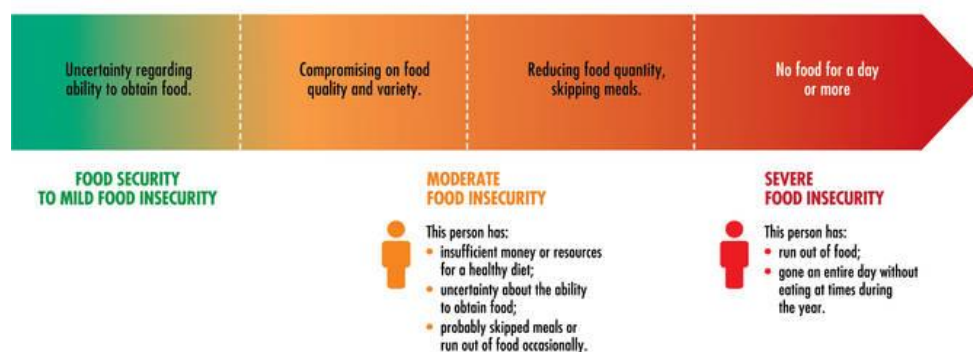 Uncertainty regarding
ability to obtain food.
Compromising on food
quality and variety.
Reducing food quantity,
skipping meals.
No food for a day
or more
FOOD SECURITY
TO MILD FOOD INSECURITY
MODERATE
FOOD INSECURITY
This person has:
• insufficient money or resources
for a healthy diet;
• uncertainty about the ability
to obtain food;
• probably skipped meals or
run out of food occasionally.
SEVERE
FOOD INSECURITY
This person has:
• run out of food;
• gone an entire day without
eating at times during
the year.